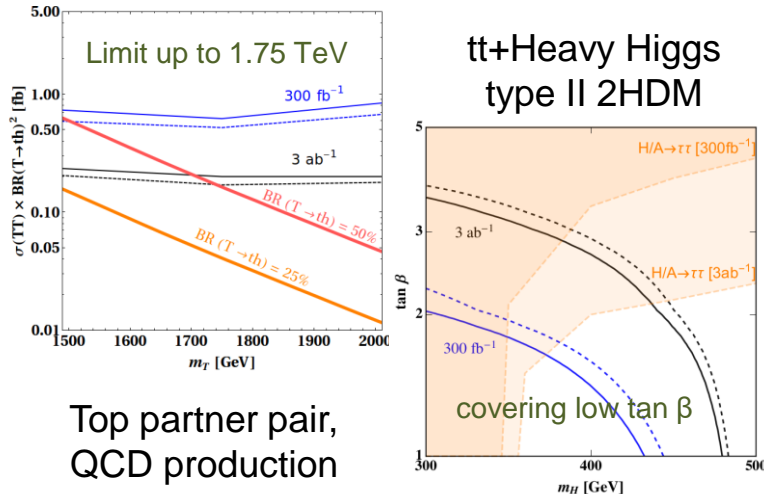 5.00
Limit up to 1.75 TeV
1.00
300 fb⁻¹
0.50
3 ab⁻¹
0.10
BR (T→th) = 50%
0.05
BR (T→th) = 25%
0.01
1500 1600 1700 1800 1900 2000
m_T [GeV]
σ(TT) × BR(T→th)² [fb]
Top partner pair,
QCD production
tt+Heavy Higgs
type II 2HDM
5
H/A→ττ [300fb⁻¹]
3
3 ab⁻¹
H/A→ττ [3ab⁻¹]
tan β
2
300 fb⁻¹
covering low tan β
1
300 400 500
m_H [GeV]